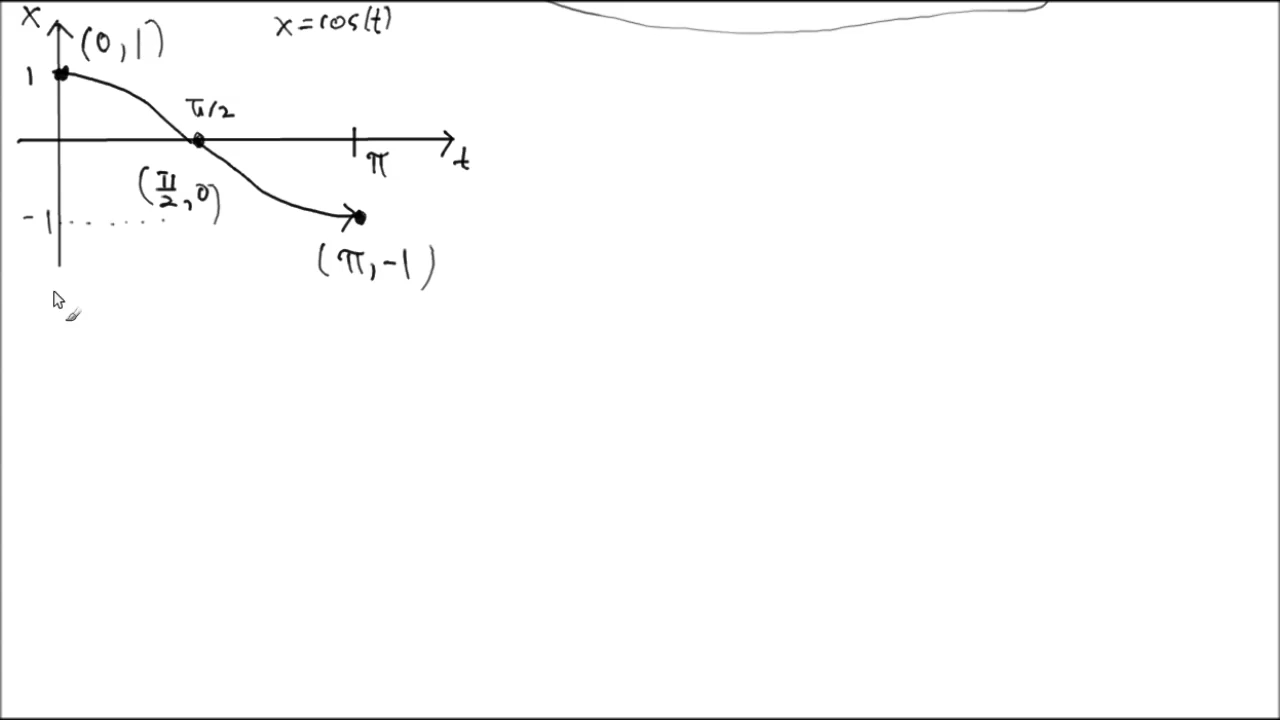 x
(0,1)
x=cos(t)
1
π/2
π
t
(π/2,0)
-1
(π,-1)